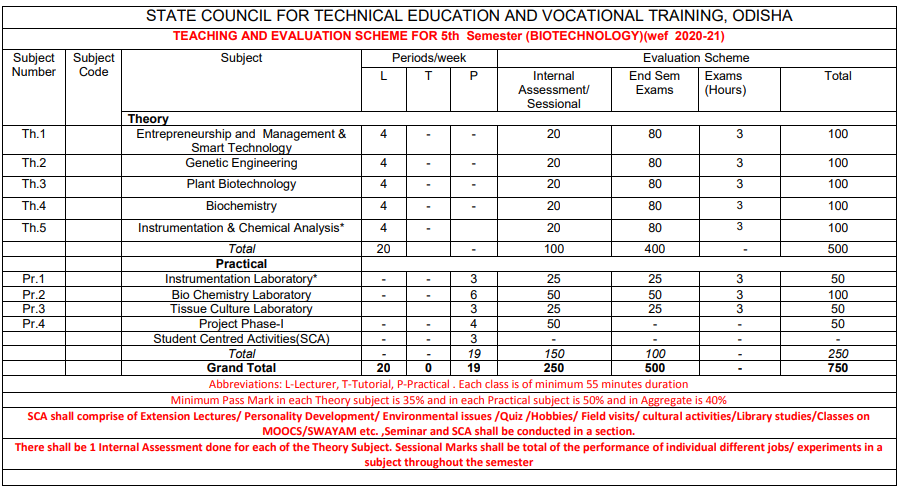 STATE COUNCIL FOR TECHNICAL EDUCATION AND VOCATIONAL TRAINING, ODISHA
TEACHING AND EVALUATION SCHEME FOR 5th Semester (BIOTECHNOLOGY)(wef 2020-21)
Subject Number Subject Code Subject Periods/week Evaluation Scheme
L T P Internal Assessment/ Sessional End Sem Exams Exams (Hours) Total
Theory
Th.1 Entrepreneurship and Management & Smart Technology 4 - - 20 80 3 100
Th.2 Genetic Engineering 4 - - 20 80 3 100
Th.3 Plant Biotechnology 4 - - 20 80 3 100
Th.4 Biochemistry 4 - - 20 80 3 100
Th.5 Instrumentation & Chemical Analysis* 4 - 20 80 3 100
Total 20 - 100 400 - 500
Practical
Pr.1 Instrumentation Laboratory* - - 3 25 25 3 50
Pr.2 Bio Chemistry Laboratory - - 6 50 50 3 100
Pr.3 Tissue Culture Laboratory 3 25 25 3 50
Pr.4 Project Phase-I - - 4 50 - - 50
Student Centred Activities(SCA) - 3 - - - -
Total - - 19 150 100 - 250
Grand Total 20 0 19 250 500 - 750
Abbreviations: L-Lecturer, T-Tutorial, P-Practical . Each class is of minimum 55 minutes duration
Minimum Pass Mark in each Theory subject is 35% and in each Practical subject is 50% and in Aggregate is 40%
SCA shall comprise of Extension Lectures/ Personality Development/ Environmental issues /Quiz /Hobbies/ Field visits/ cultural activities/Library studies/Classes on
MOOCS/SWAYAM etc. ,Seminar and SCA shall be conducted in a section.
There shall be 1 Internal Assessment done for each of the Theory Subject. Sessional Marks shall be total of the performance of individual different jobs/ experiments in a
subject throughout the semester